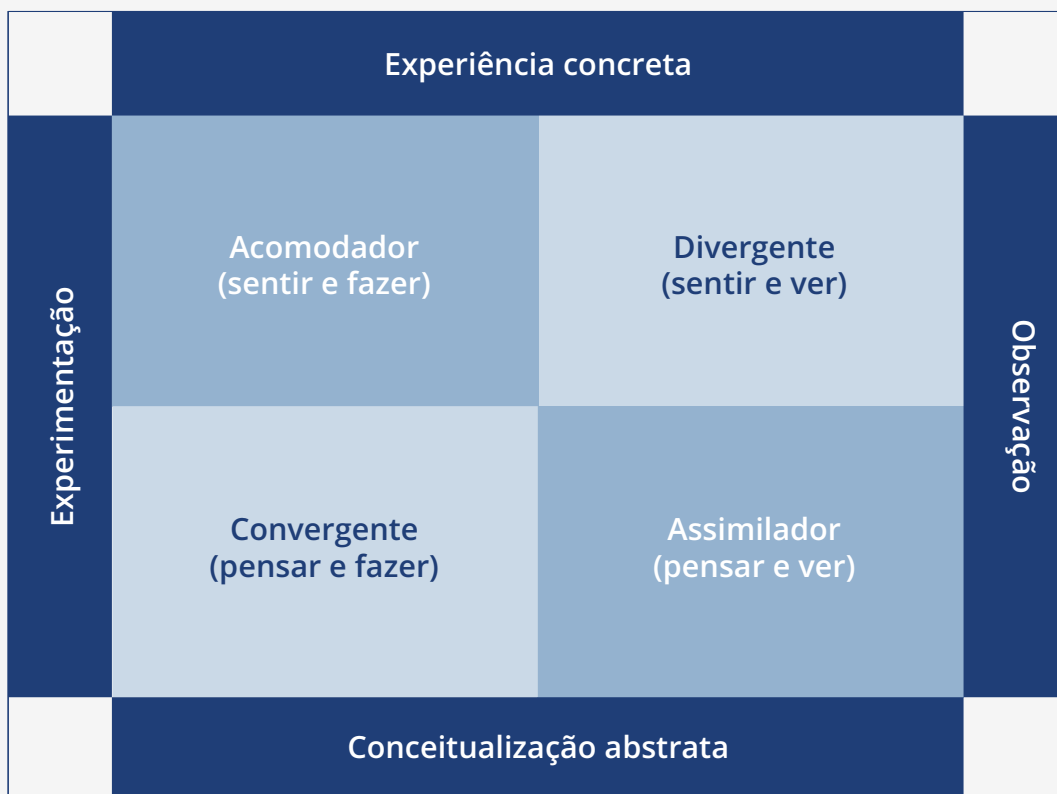 Experiência concreta
Experimentação
Acomodador
(sentir e fazer)
Divergente
(sentir e ver)
Observação
Convergente
(pensar e fazer)
Assimilador
(pensar e ver)
Conceitualização abstrata